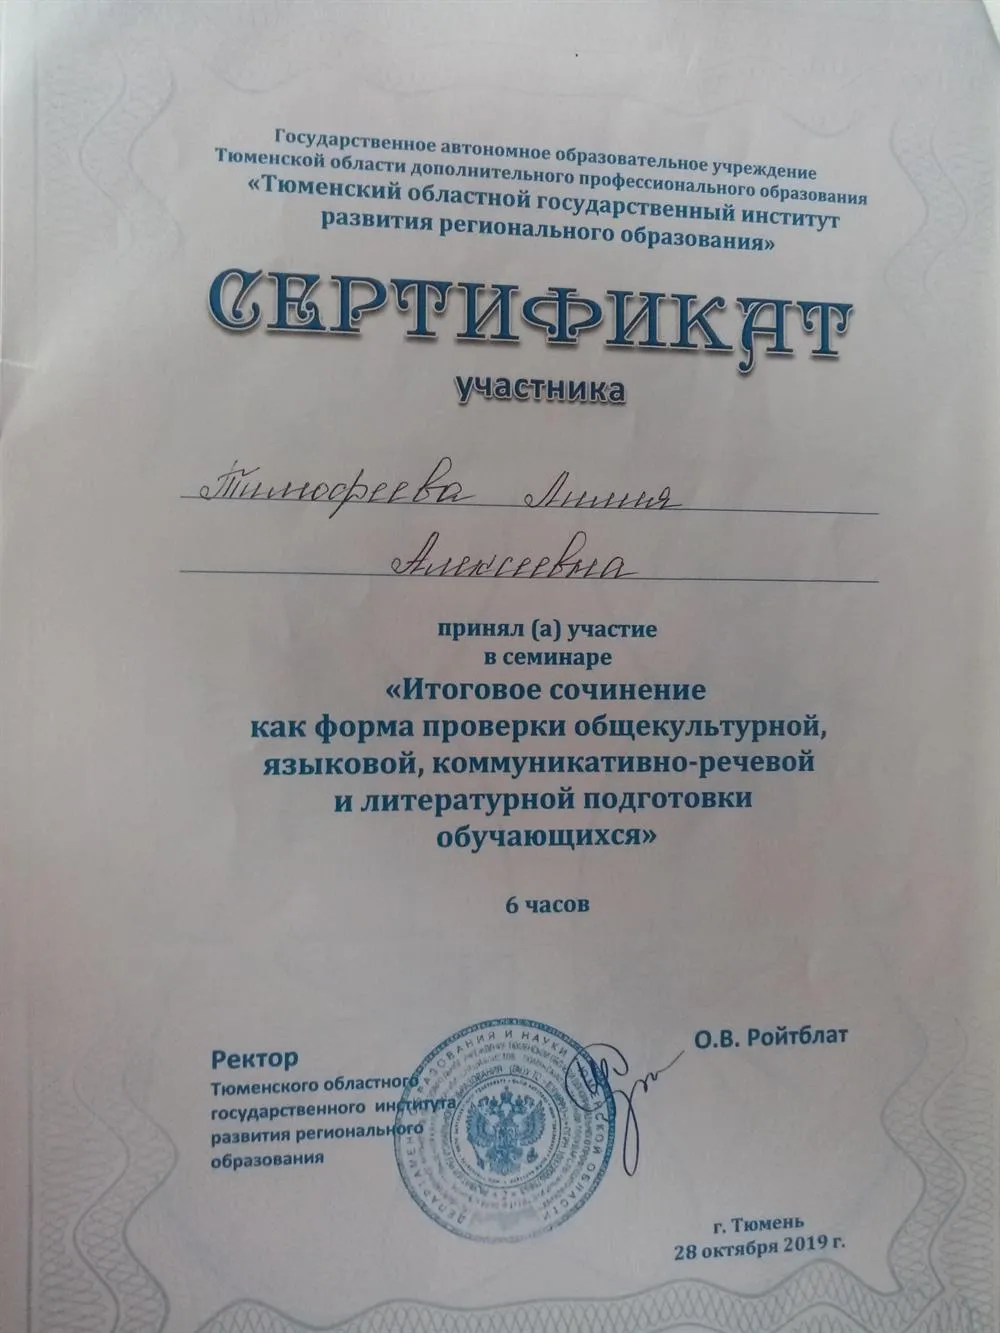 Государственное автономное образовательное учреждение
Тюменской области дополнительного профессионального образования
«Тюменский областной государственный институт
развития регионального образования»
СЕРТИФИКАТ
участника
Тимофеева Лилия
Алексеевна
принял (а) участие
в семинаре
«Итоговое сочинение
как форма проверки общекультурной,
языковой, коммуникативно-речевой
и литературной подготовки
обучающихся»
6 часов
Ректор
Тюменского областного
государственного института
развития регионального
образования
О.В. Ройтблат
г. Тюмень
28 октября 2019 г.